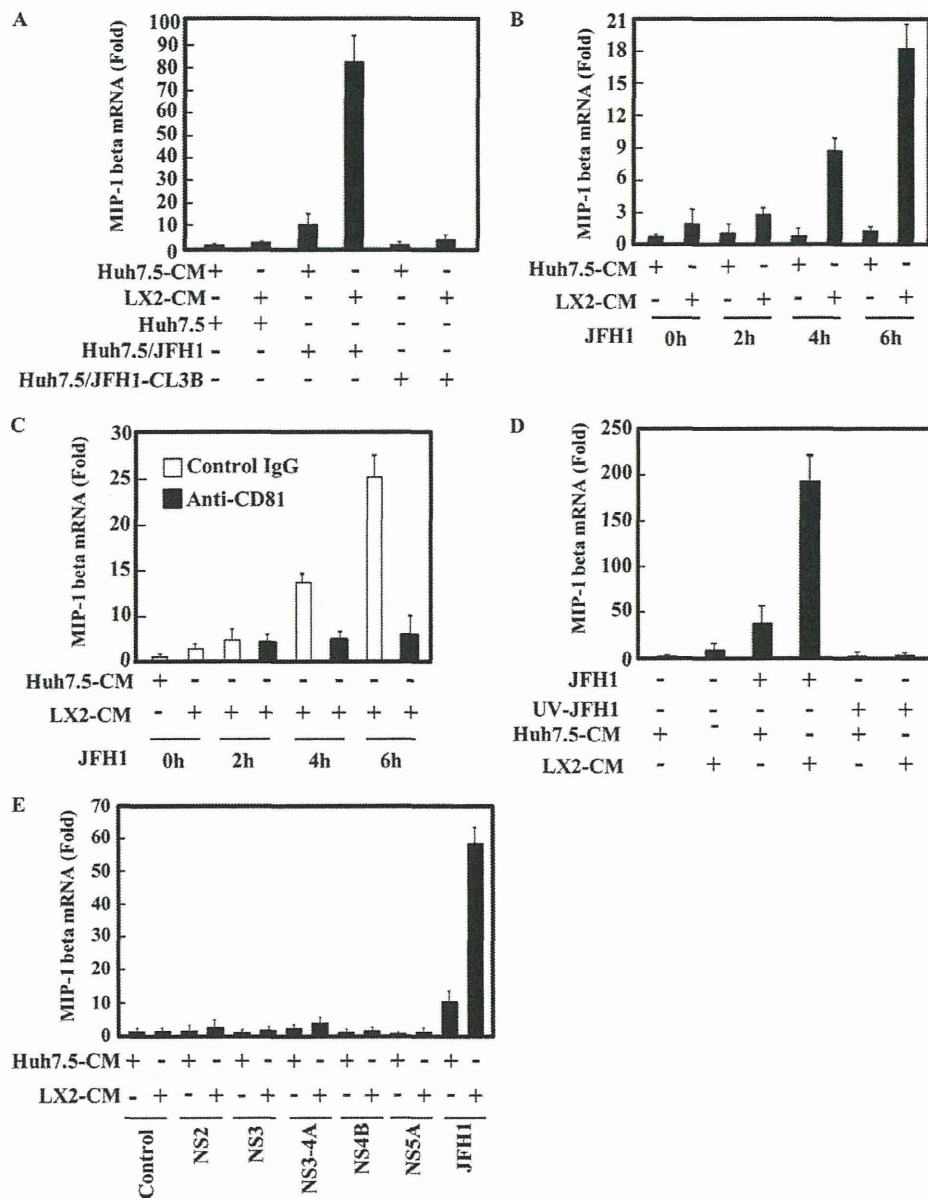 A
MIP-1 beta mRNA (Fold)
100
90
80
70
60
50
40
30
20
10
0
Huh7.5-CM + - + - + -
LX2-CM - + - + - +
Huh7.5 + + - - - -
Huh7.5/JFH1 - - + + - -
Huh7.5/JFH1-CL3B - - - - + +
B
MIP-1 beta mRNA (Fold)
21
18
15
12
9
6
3
0
Huh7.5-CM + - + - + - + -
LX2-CM - + - + - + - +
JFH1 0h 2h 4h 6h
C
MIP-1 beta mRNA (Fold)
30
25
20
15
10
5
0
Control IgG
Anti-CD81
Huh7.5-CM + - - - - - - -
LX2-CM - + + + + + + +
JFH1 0h 2h 4h 6h
D
MIP-1 beta mRNA (Fold)
250
200
150
100
50
0
JFH1 - - + + - -
UV-JFH1 - - - - + +
Huh7.5-CM + - + - + -
LX2-CM - + - + - +
E
MIP-1 beta mRNA (Fold)
70
60
50
40
30
20
10
0
Huh7.5-CM + - + - + - + - + - + - + -
LX2-CM - + - + - + - + - + - + - +
Control NS2 NS3 NS3-4A NS4B NS5A JFH1